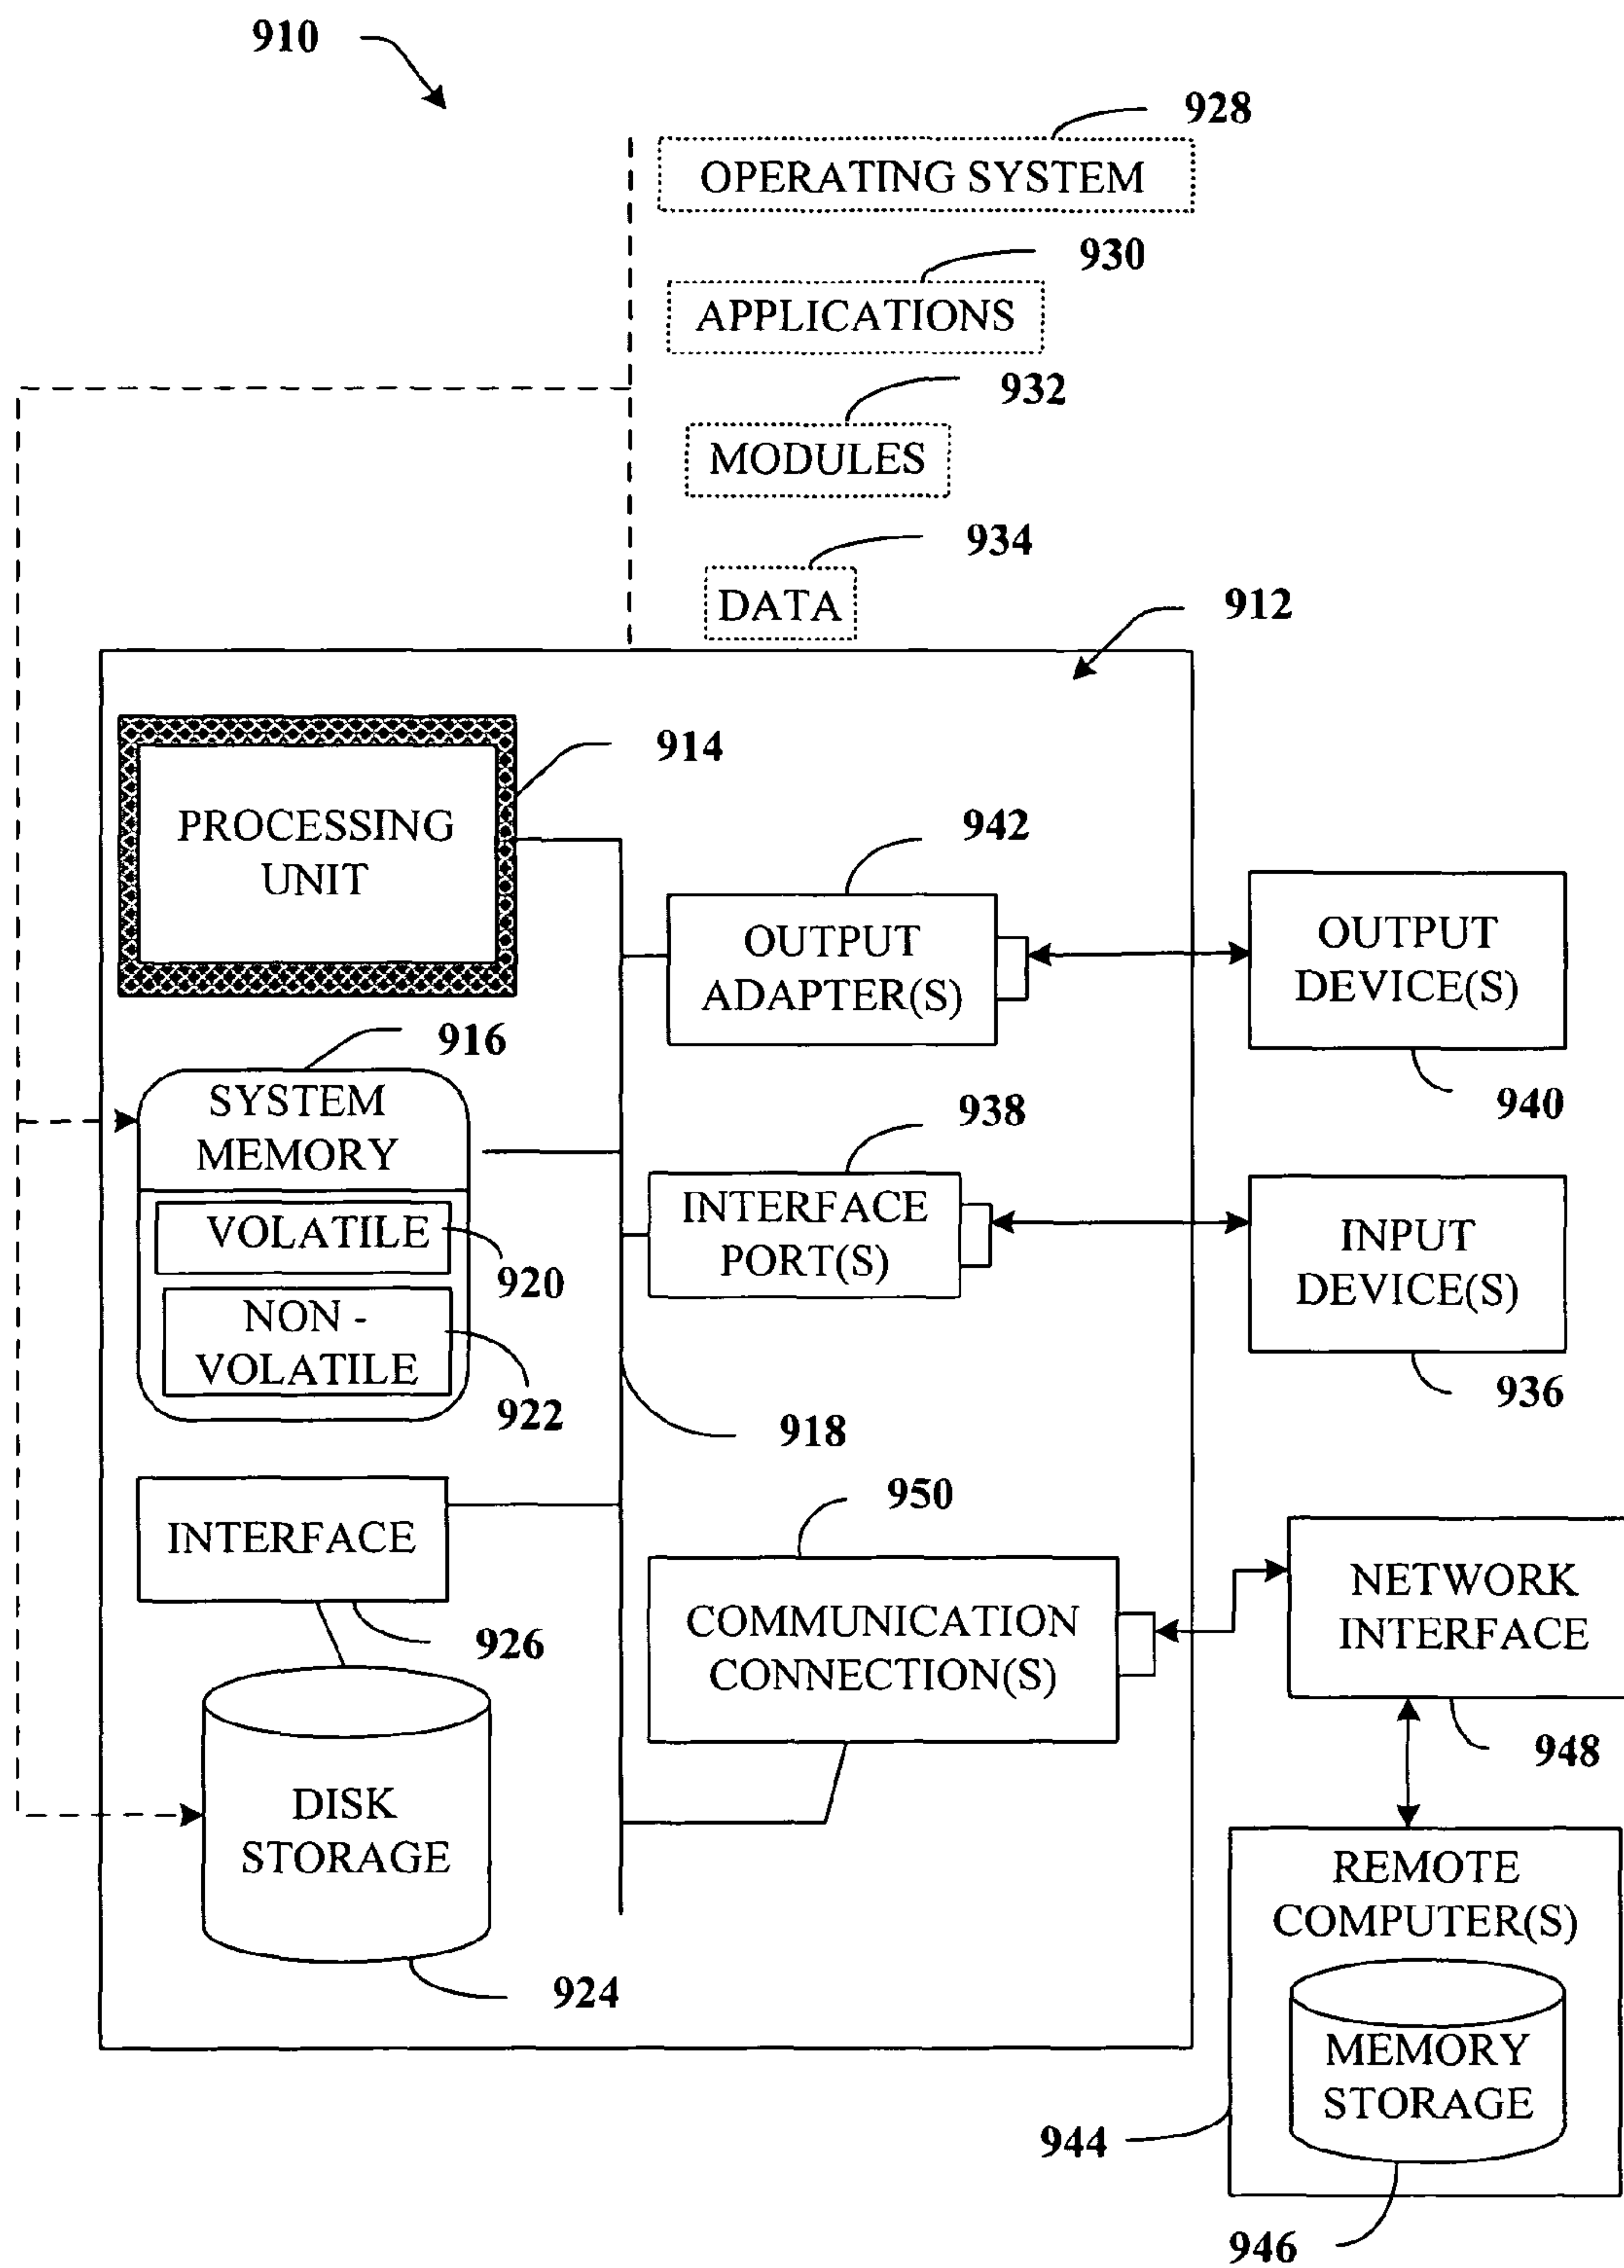 910
928
OPERATING SYSTEM
930
APPLICATIONS
932
MODULES
934
DATA
912
914
PROCESSING
UNIT
942
OUTPUT
ADAPTER(S)
OUTPUT
DEVICE(S)
940
916
SYSTEM
MEMORY
VOLATILE
920
NON -
VOLATILE
922
938
INTERFACE
PORT(S)
INPUT
DEVICE(S)
936
918
INTERFACE
926
950
COMMUNICATION
CONNECTION(S)
NETWORK
INTERFACE
948
DISK
STORAGE
924
REMOTE
COMPUTER(S)
MEMORY
STORAGE
944
946